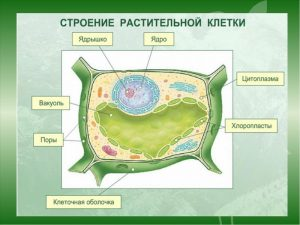 СТРОЕНИЕ РАСТИТЕЛЬНОЙ КЛЕТКИ
Ядрышко
Ядро
Цитоплазма
Вакуоль
Хлоропласты
Поры
Клеточная оболочка